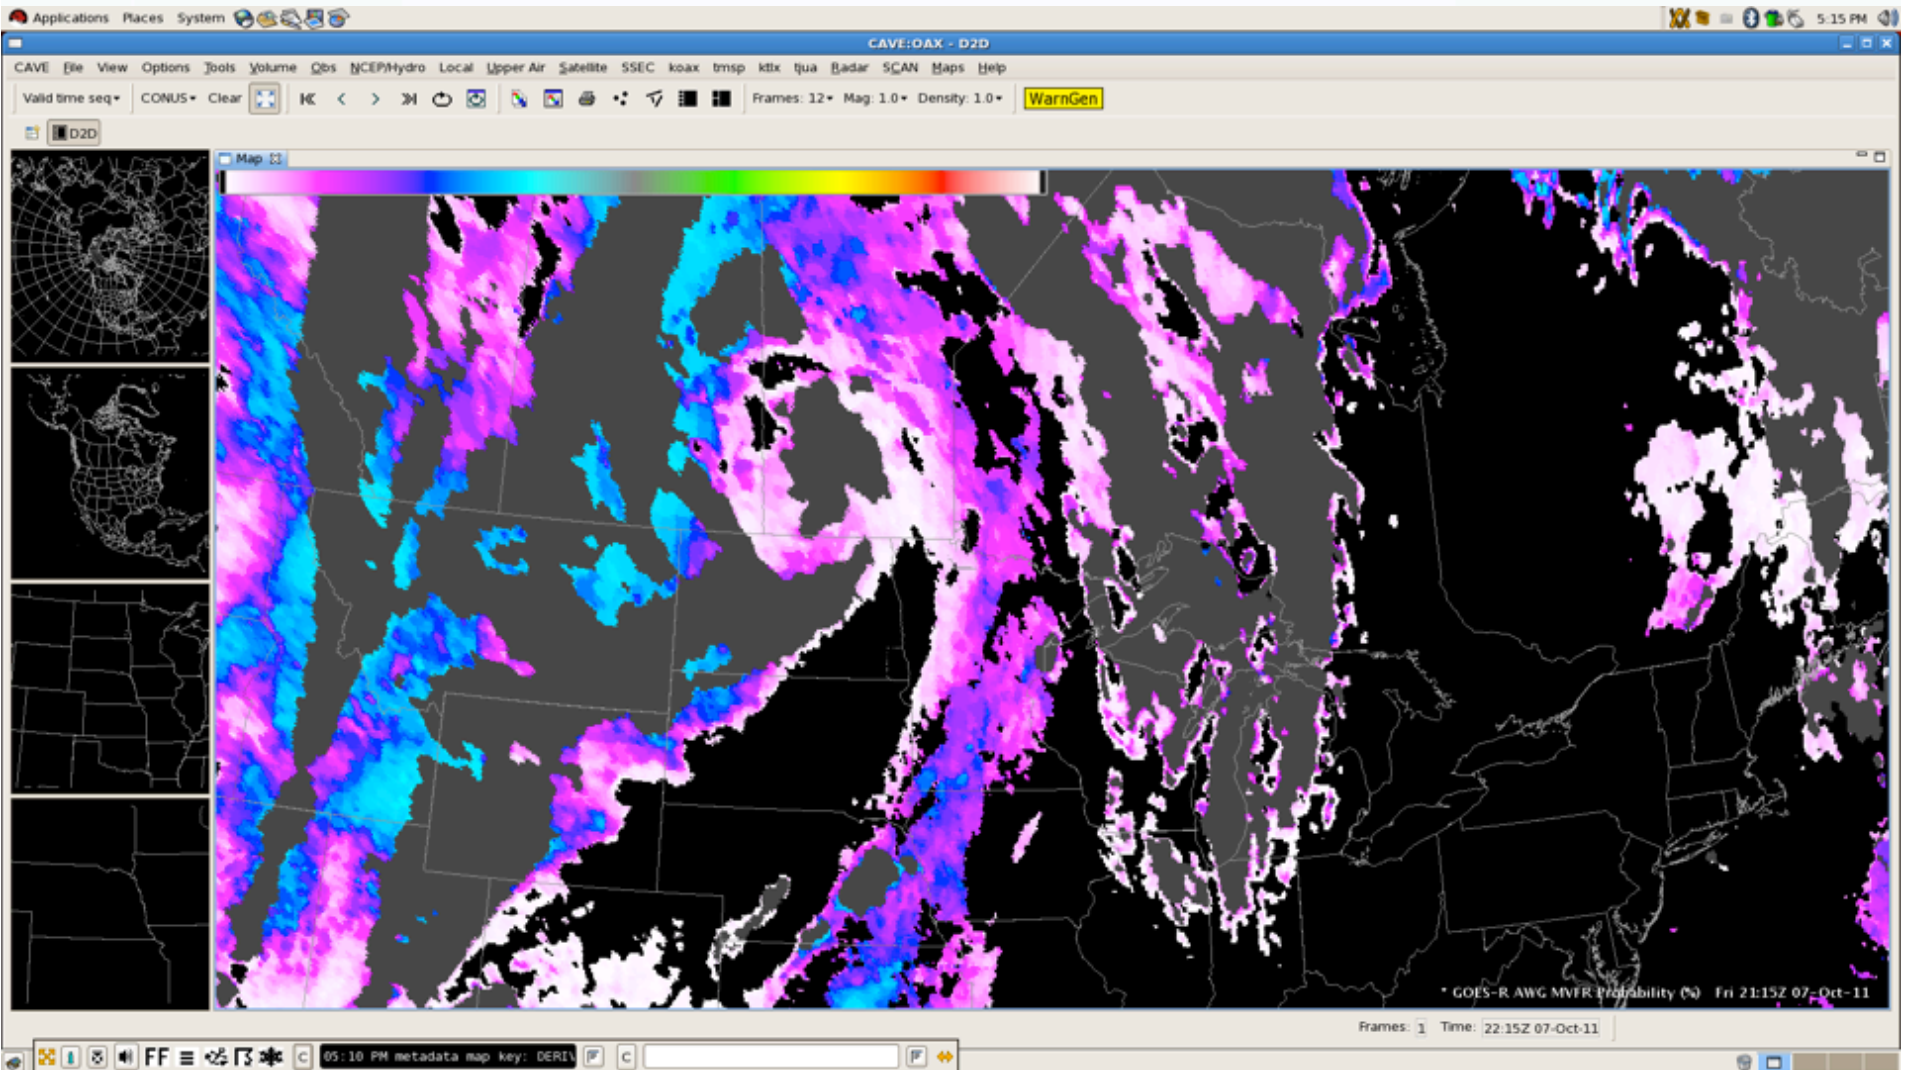 Applications Places System 5:15 PM
CAVE:OAX - D2D
CAVE File View Options Tools Volume Obs NCEP/Hydro Local Upper Air Satellite SSEC koax tmsp ktlx tjua Radar SCAN Maps Help
Valid time seq CONUS Clear Frames: 12 Mag: 1.0 Density: 1.0 WarnGen
D2D
Map
* GOES-R AWG MVFR Probability (%) Fri 21:15Z 07-Oct-11
Frames: 1 Time: 22:15Z 07-Oct-11
FF C 05:10 PM metadata map key: DERIV F C F